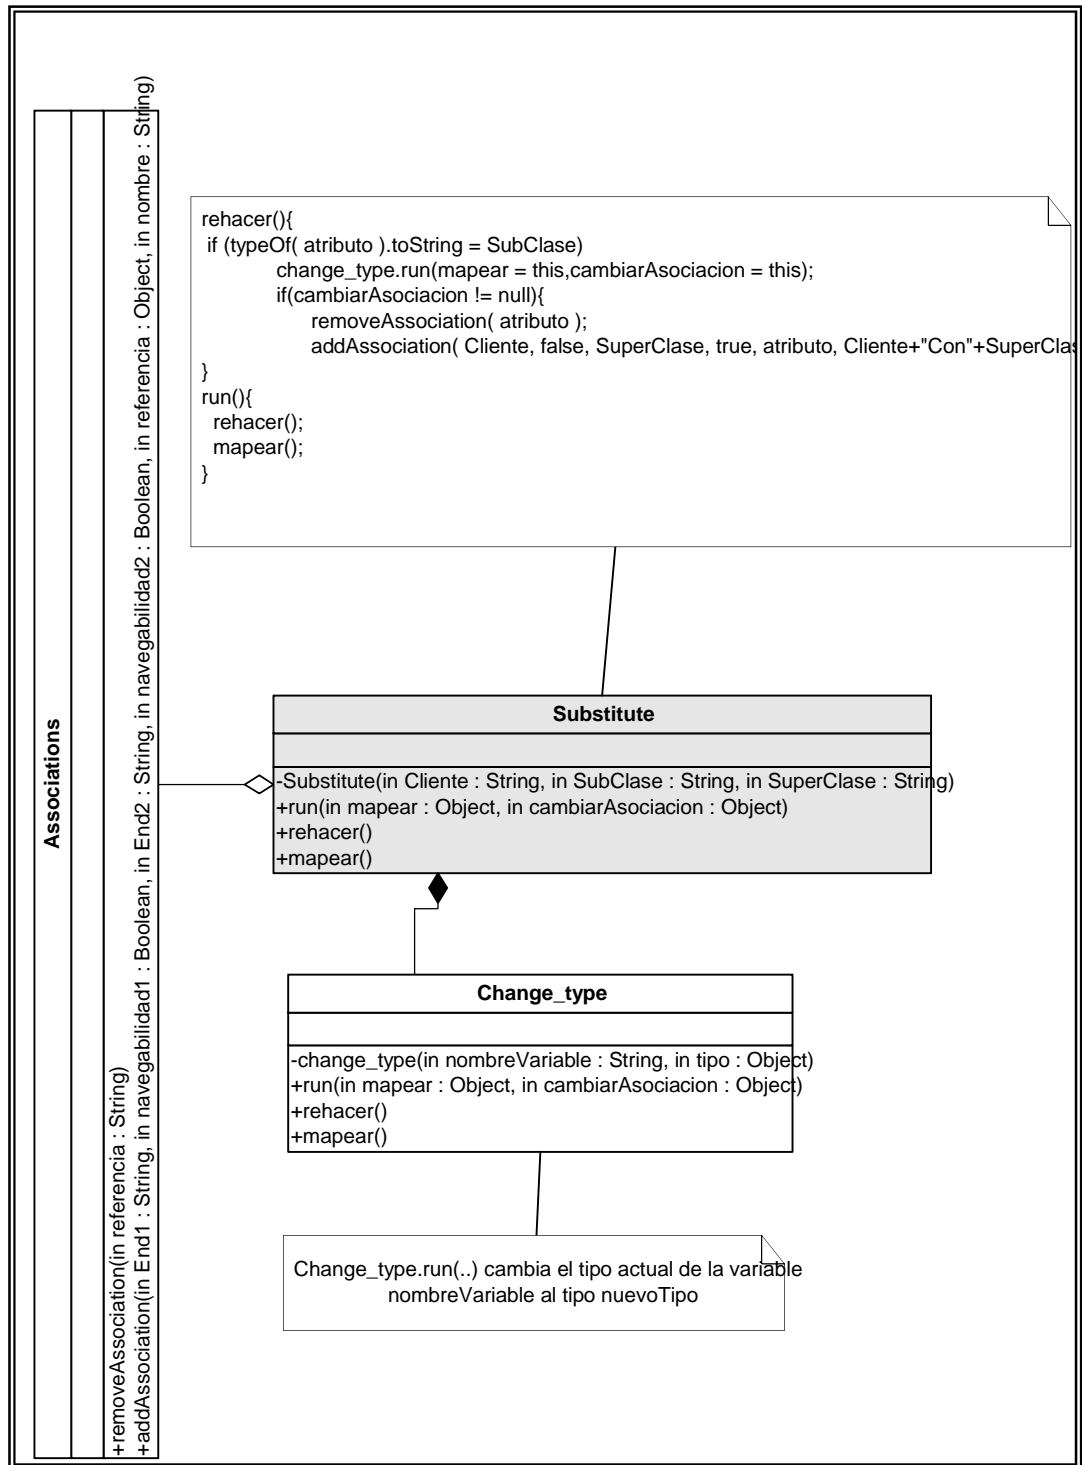 Associations
+removeAssociation(in referencia : String)
+addAssociation(in End1 : String, in navegabilidad1 : Boolean, in End2 : String, in navegabilidad2 : Boolean, in referencia : Object, in nombre : String)
rehacer(){
if (typeOf( atributo ).toString = SubClase)
change_type.run(mapear = this,cambiarAsociacion = this);
if(cambiarAsociacion != null){
removeAssociation( atributo );
addAssociation( Cliente, false, SuperClase, true, atributo, Cliente+"Con"+SuperClas
}
run(){
rehacer();
mapear();
}
Substitute
-Substitute(in Cliente : String, in SubClase : String, in SuperClase : String)
+run(in mapear : Object, in cambiarAsociacion : Object)
+rehacer()
+mapear()
Change_type
-change_type(in nombreVariable : String, in tipo : Object)
+run(in mapear : Object, in cambiarAsociacion : Object)
+rehacer()
+mapear()
Change_type.run(..) cambia el tipo actual de la variable
nombreVariable al tipo nuevoTipo